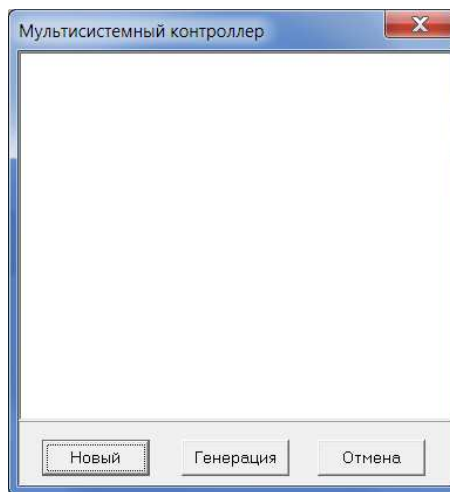 Мультисистемный контроллер
Новый Генерация Отмена